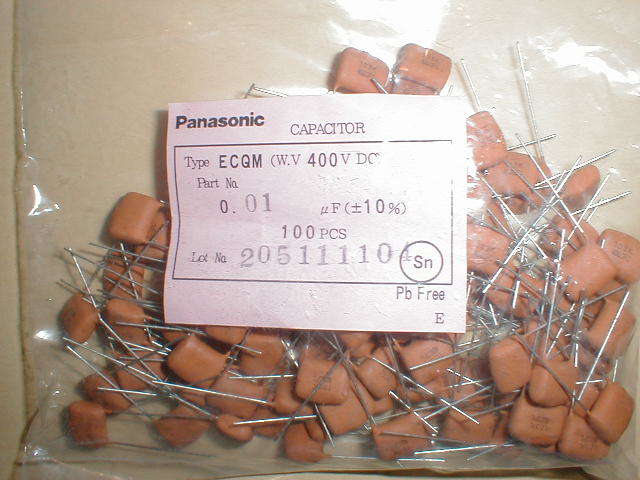 Panasonic CAPACITOR
Type ECQM (W.V 400V DC)
Part No
0.01 μF (±10%)
100 PCS
Lot No 205111104
Sn
Pb Free
E